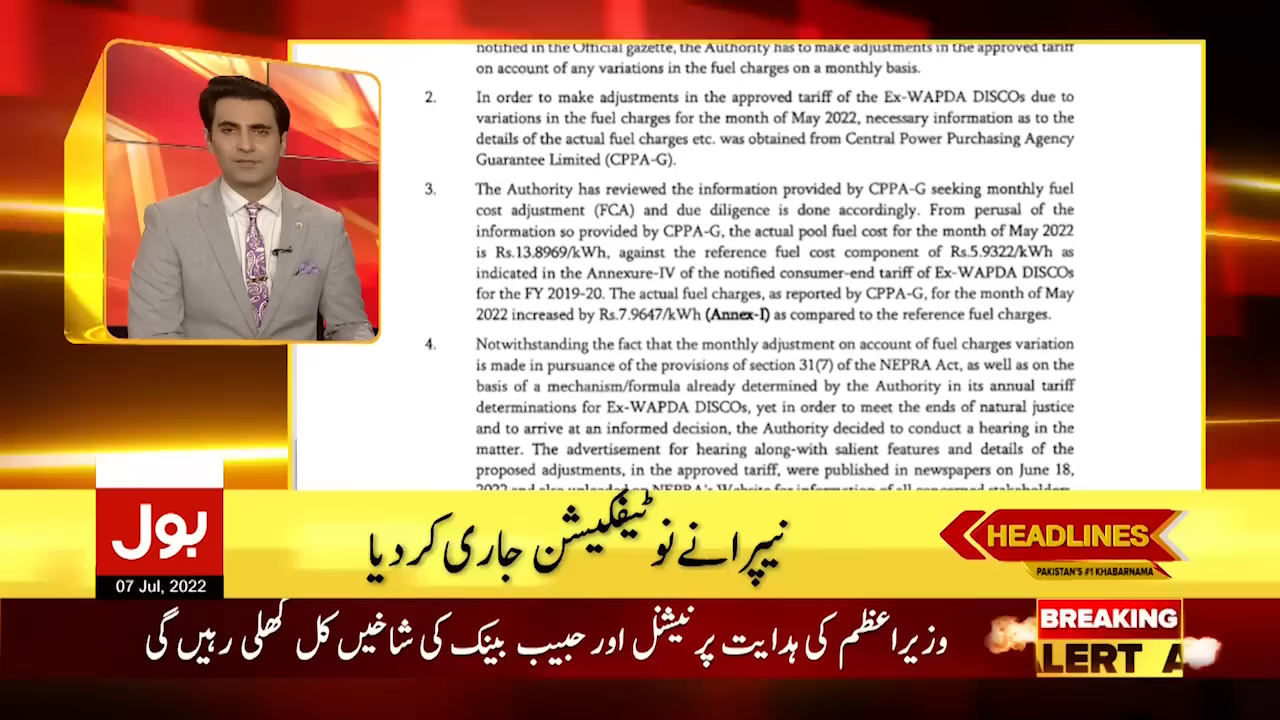 notified in the Official gazette, the Authority has to make adjustments in the approved tariff
on account of any variations in the fuel charges on a monthly basis.
2. In order to make adjustments in the approved tariff of the Ex-WAPDA DISCOs due to
variations in the fuel charges for the month of May 2022, necessary information as to the
details of the actual fuel charges etc. was obtained from Central Power Purchasing Agency
Guarantee Limited (CPPA-G).
3. The Authority has reviewed the information provided by CPPA-G seeking monthly fuel
cost adjustment (FCA) and due diligence is done accordingly. From perusal of the
information so provided by CPPA-G, the actual pool fuel cost for the month of May 2022
is Rs.13.8969/kWh, against the reference fuel cost component of Rs.5.9322/kWh as
indicated in the Annexure-IV of the notified consumer-end tariff of Ex-WAPDA DISCOs
for the FY 2019-20. The actual fuel charges, as reported by CPPA-G, for the month of May
2022 increased by Rs.7.9647/kWh (Annex-I) as compared to the reference fuel charges.
4. Notwithstanding the fact that the monthly adjustment on account of fuel charges variation
is made in pursuance of the provisions of section 31(7) of the NEPRA Act, as well as on the
basis of a mechanism/formula already determined by the Authority in its annual tariff
determinations for Ex-WAPDA DISCOs, yet in order to meet the ends of natural justice
and to arrive at an informed decision, the Authority decided to conduct a hearing in the
matter. The advertisement for hearing along-with salient features and details of the
proposed adjustments, in the approved tariff, were published in newspapers on June 18,
2022 and also uploaded on NEPRA's Website for information of all concerned stakeholders.
بول
07 Jul, 2022
نیپرا نے نوٹیفکیشن جاری کردیا
HEADLINES
PAKISTAN'S #1 KHABARNAMA
وزیراعظم کی ہدایت پر نیشنل اور حبیب بینک کی شاخیں کل کھلی رہیں گی
BREAKING
ALERT A